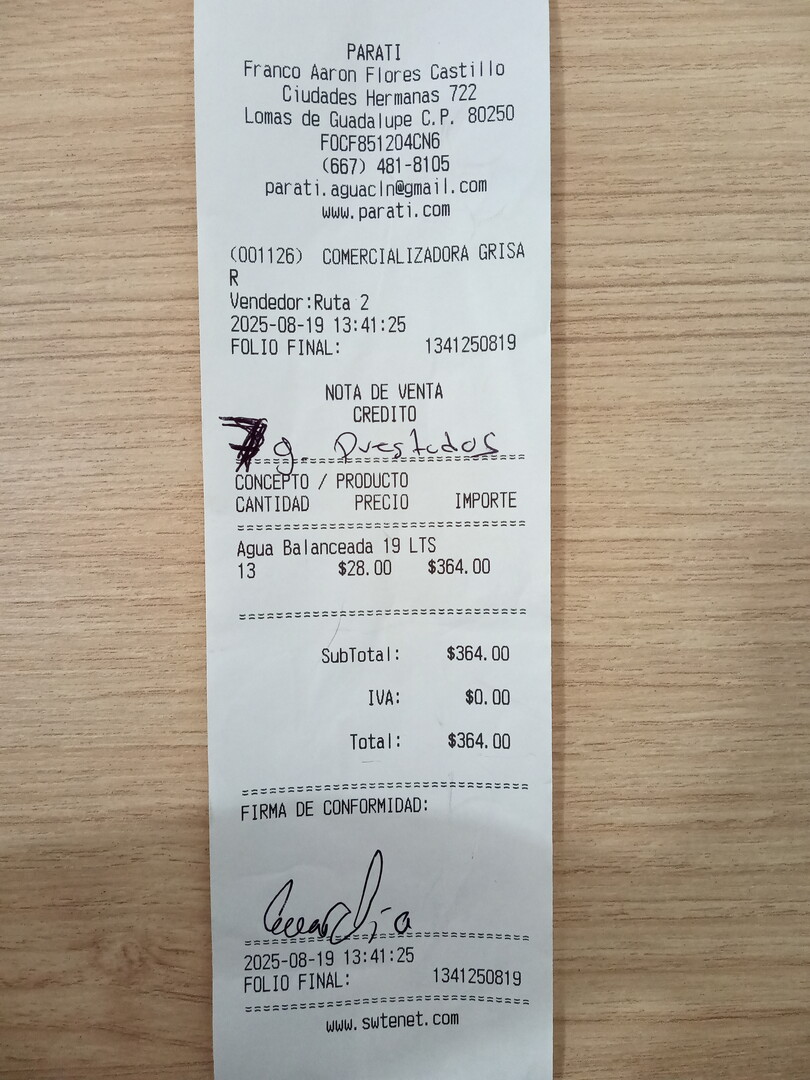 PARATI
Franco Aaron Flores Castillo
Ciudades Hermanas 722
Lomas de Guadalupe C.P. 80250
FOCF851204CN6
(667) 481-8105
parati.aguacln@gmail.com
www.parati.com
(001126) COMERCIALIZADORA GRISA
R
Vendedor:Ruta 2
2025-08-19 13:41:25
FOLIO FINAL: 1341250819
NOTA DE VENTA
CREDITO
7 g. Prestados
==============================
CONCEPTO / PRODUCTO
CANTIDAD PRECIO IMPORTE
==============================
Agua Balanceada 19 LTS
13 $28.00 $364.00
==============================
SubTotal: $364.00
IVA: $0.00
Total: $364.00
==============================
FIRMA DE CONFORMIDAD:
==============================
2025-08-19 13:41:25
FOLIO FINAL: 1341250819
==============================
www.swtenet.com